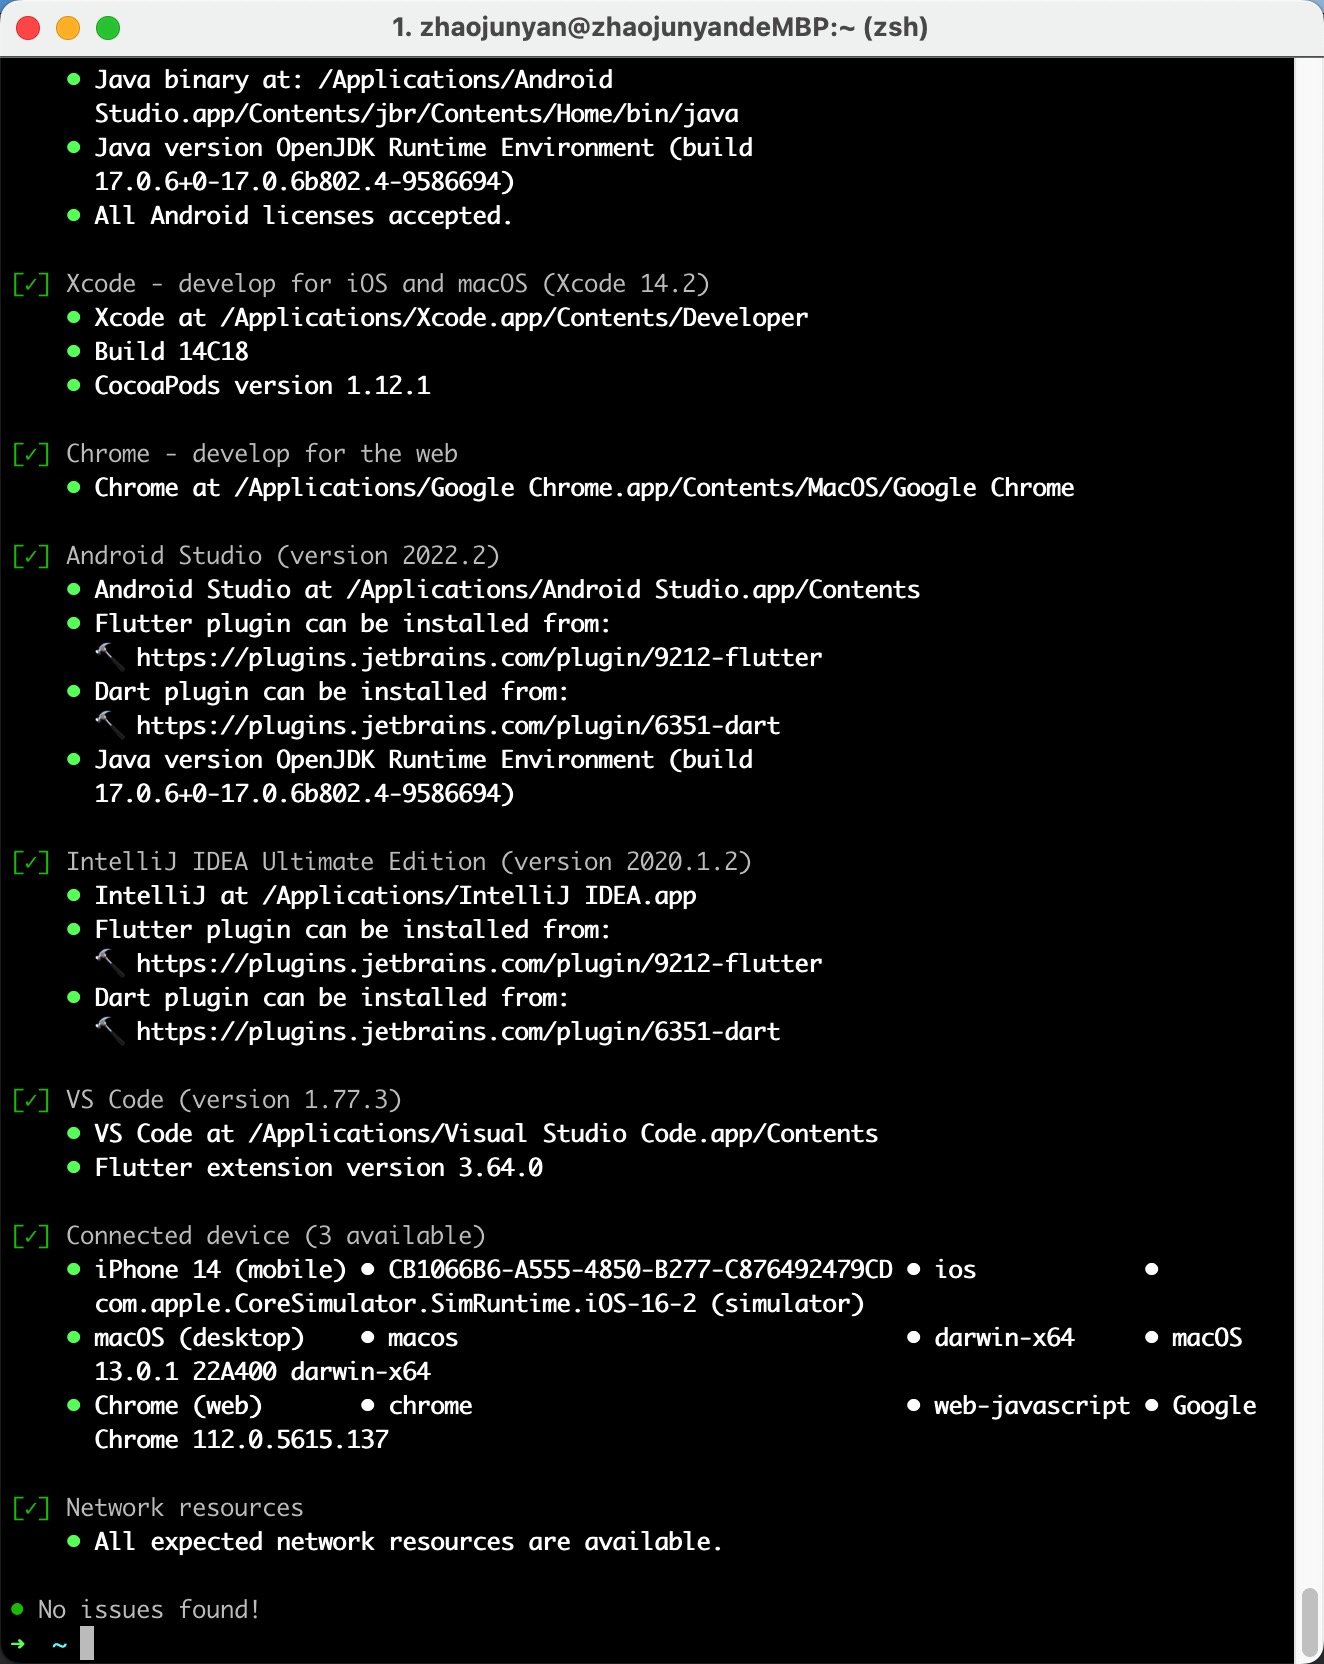 1. zhaojunyan@zhaojunyandeMBP:~ (zsh)
• Java binary at: /Applications/Android
Studio.app/Contents/jbr/Contents/Home/bin/java
• Java version OpenJDK Runtime Environment (build
17.0.6+0-17.0.6b802.4-9586694)
• All Android licenses accepted.
[✓] Xcode - develop for iOS and macOS (Xcode 14.2)
• Xcode at /Applications/Xcode.app/Contents/Developer
• Build 14C18
• CocoaPods version 1.12.1
[✓] Chrome - develop for the web
• Chrome at /Applications/Google Chrome.app/Contents/MacOS/Google Chrome
[✓] Android Studio (version 2022.2)
• Android Studio at /Applications/Android Studio.app/Contents
• Flutter plugin can be installed from:
🔨 https://plugins.jetbrains.com/plugin/9212-flutter
• Dart plugin can be installed from:
🔨 https://plugins.jetbrains.com/plugin/6351-dart
• Java version OpenJDK Runtime Environment (build
17.0.6+0-17.0.6b802.4-9586694)
[✓] IntelliJ IDEA Ultimate Edition (version 2020.1.2)
• IntelliJ at /Applications/IntelliJ IDEA.app
• Flutter plugin can be installed from:
🔨 https://plugins.jetbrains.com/plugin/9212-flutter
• Dart plugin can be installed from:
🔨 https://plugins.jetbrains.com/plugin/6351-dart
[✓] VS Code (version 1.77.3)
• VS Code at /Applications/Visual Studio Code.app/Contents
• Flutter extension version 3.64.0
[✓] Connected device (3 available)
• iPhone 14 (mobile) • CB1066B6-A555-4850-B277-C876492479CD • ios •
com.apple.CoreSimulator.SimRuntime.iOS-16-2 (simulator)
• macOS (desktop) • macos • darwin-x64 • macOS
13.0.1 22A400 darwin-x64
• Chrome (web) • chrome • web-javascript • Google
Chrome 112.0.5615.137
[✓] Network resources
• All expected network resources are available.
• No issues found!
➜ ~